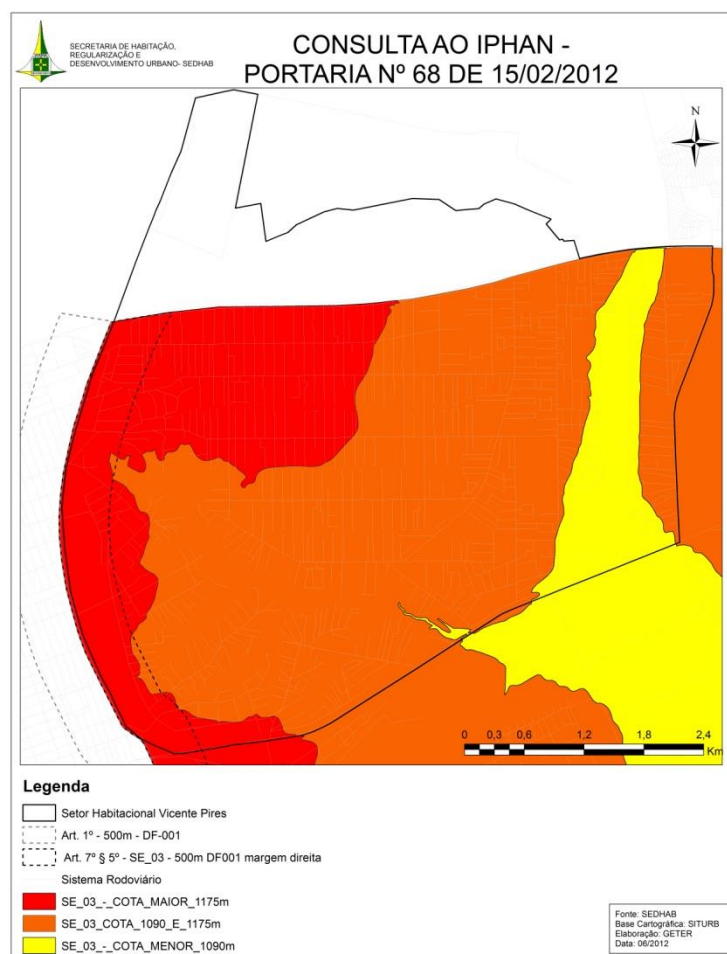 SECRETARIA DE HABITAÇÃO,
REGULARIZAÇÃO E
DESENVOLVIMENTO URBANO- SEDHAB
CONSULTA AO IPHAN -
PORTARIA Nº 68 DE 15/02/2012
N
0 0,3 0,6 1,2 1,8 2,4
Km
Legenda
Setor Habitacional Vicente Pires
Art. 1º - 500m - DF-001
Art. 7º § 5º - SE_03 - 500m DF001 margem direita
Sistema Rodoviário
SE_03_-_COTA_MAIOR_1175m
SE_03_COTA_1090_E_1175m
SE_03_-_COTA_MENOR_1090m
Fonte: SEDHAB
Base Cartográfica: SITURB
Elaboração: GETER
Data: 06/2012